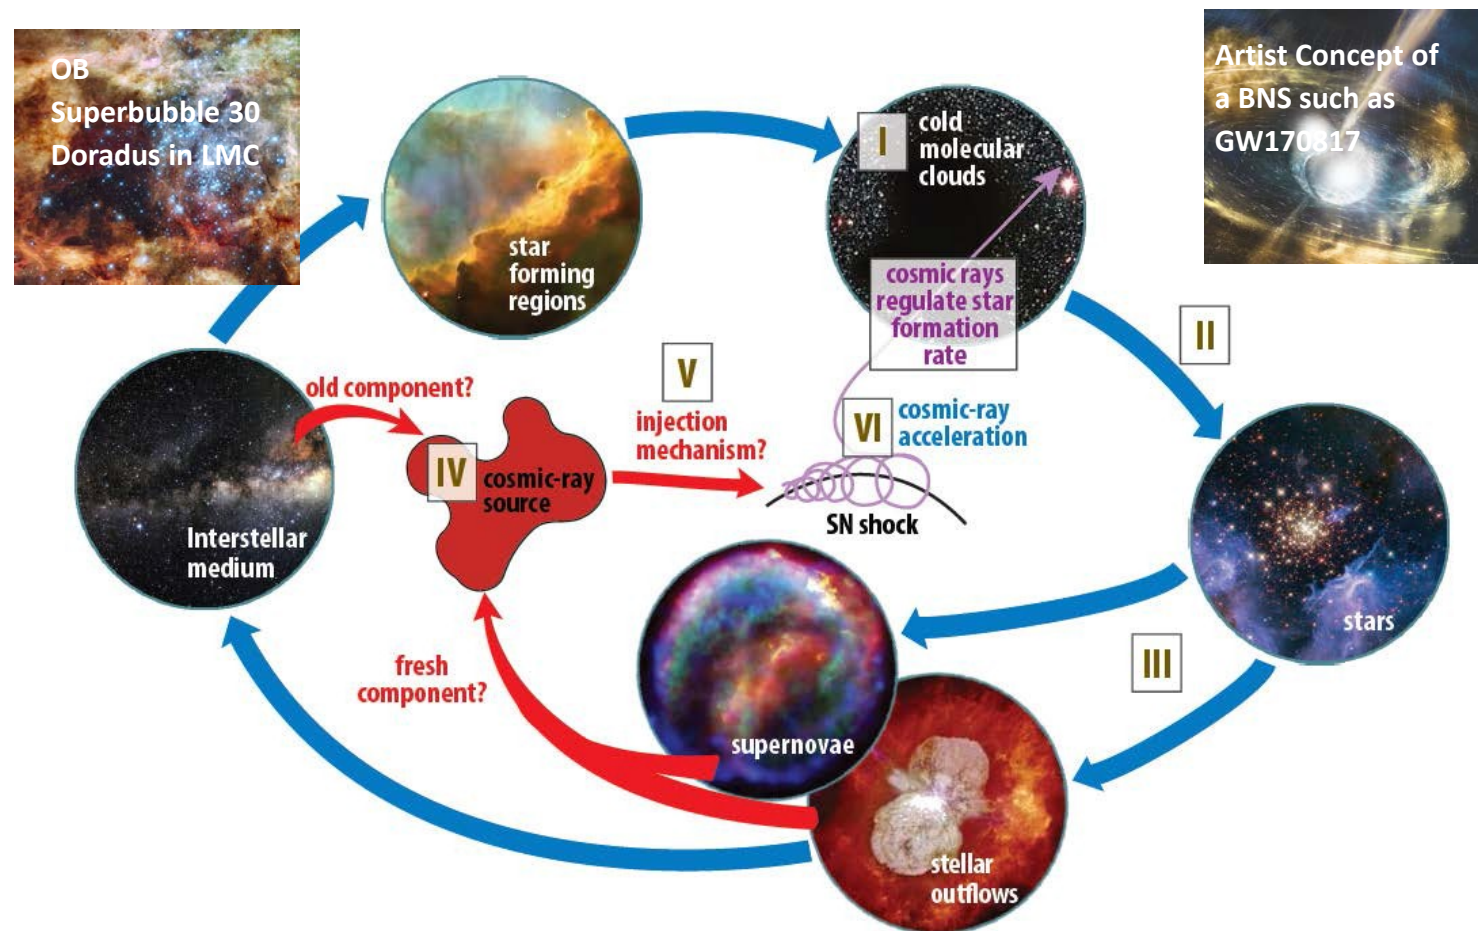 OB
Superbubble 30
Doradus in LMC
Artist Concept of
a BNS such as
GW170817
star
forming
regions
I
cold
molecular
clouds
cosmic rays
regulate star
formation
rate
II
old component?
V
injection
mechanism?
VI
cosmic-ray
acceleration
IV
cosmic-ray
source
SN shock
Interstellar
medium
stars
III
fresh
component?
supernovae
stellar
outflows